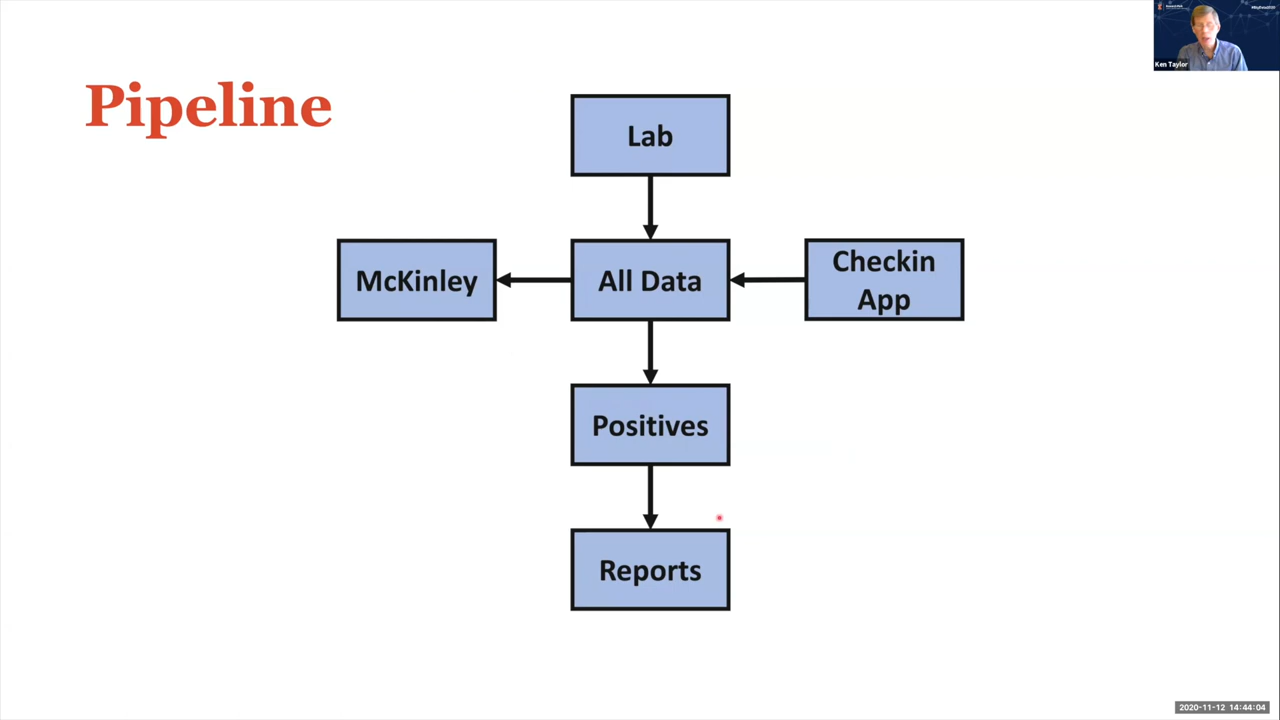 Pipeline
Lab
McKinley
All Data
Checkin
App
Positives
Reports
Ken Taylor
2020-11-12 14:44:04